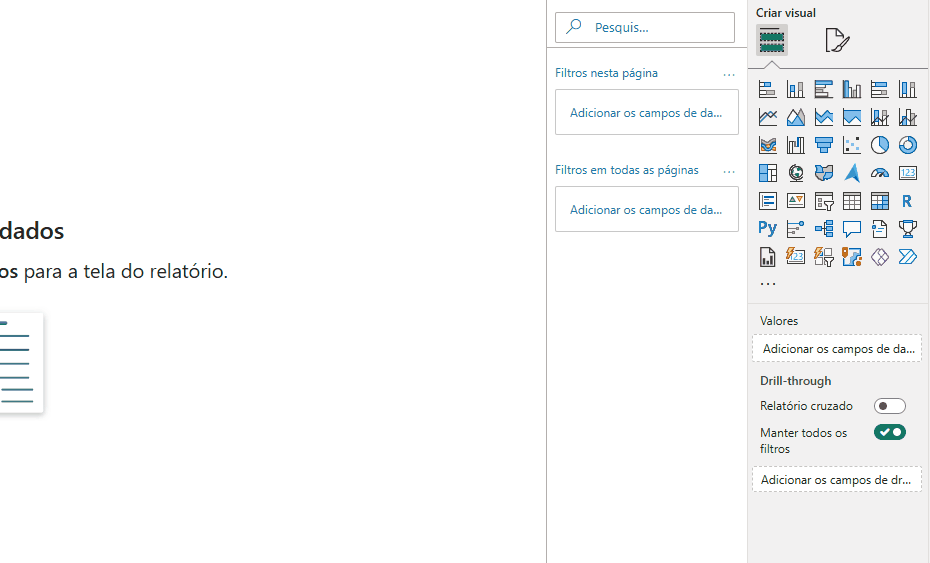 dados
os para a tela do relatório.
Pesquis...
Filtros nesta página
...
Adicionar os campos de da...
Filtros em todas as páginas
...
Adicionar os campos de da...
Criar visual
123
R
Py
123
...
Valores
Adicionar os campos de da...
Drill-through
Relatório cruzado
Manter todos os
filtros
Adicionar os campos de dr...